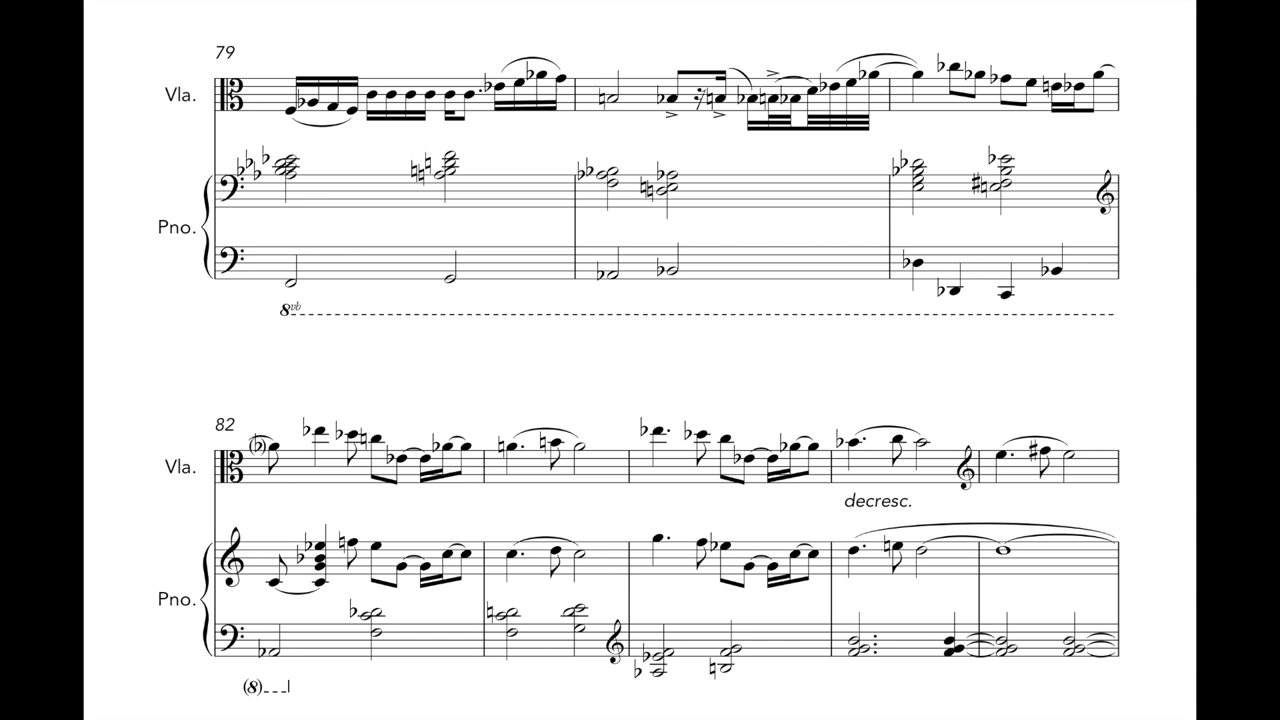 79
Vla.
Pno.
8vb
82
Vla.
decresc.
Pno.
(8)